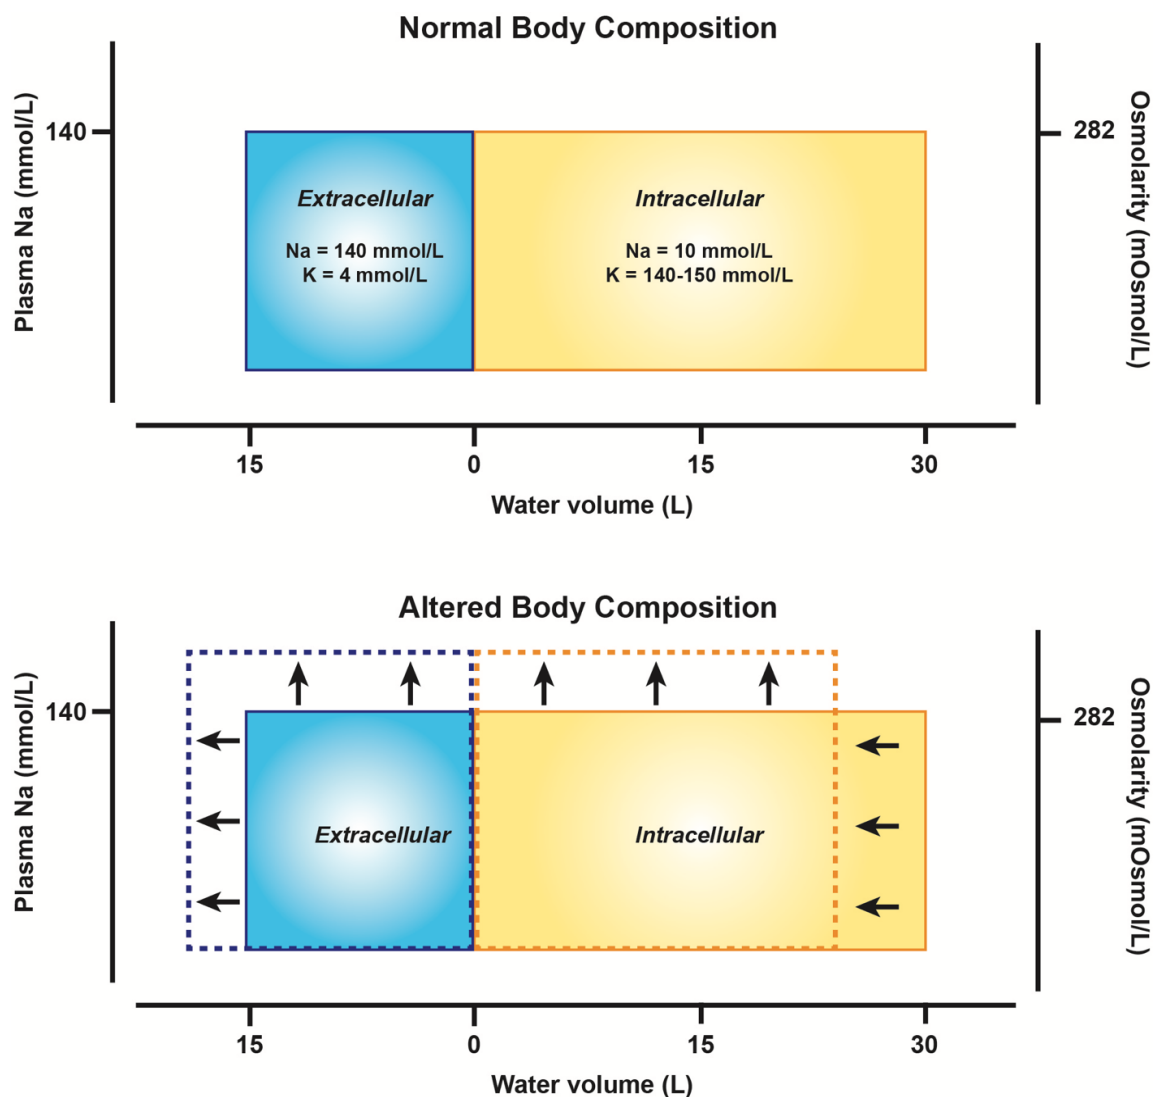 Normal Body Composition
Plasma Na (mmol/L)
140
Extracellular
Na = 140 mmol/L
K = 4 mmol/L
Intracellular
Na = 10 mmol/L
K = 140-150 mmol/L
282
Osmolarity (mOsmol/L)
15 0 15 30
Water volume (L)
Altered Body Composition
Plasma Na (mmol/L)
140
Extracellular
Intracellular
282
Osmolarity (mOsmol/L)
15 0 15 30
Water volume (L)